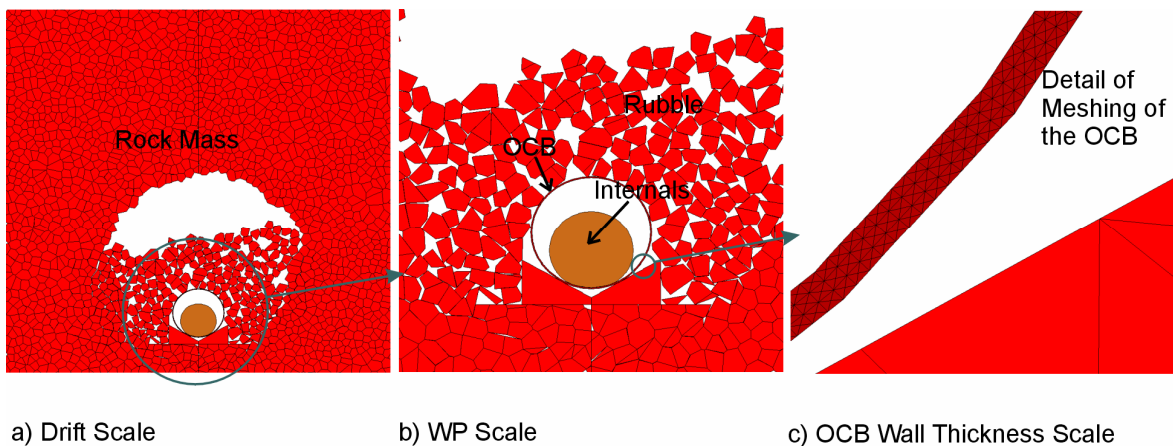 Rock Mass
Rubble
OCB
Internals
Detail of
Meshing of
the OCB
a) Drift Scale
b) WP Scale
c) OCB Wall Thickness Scale